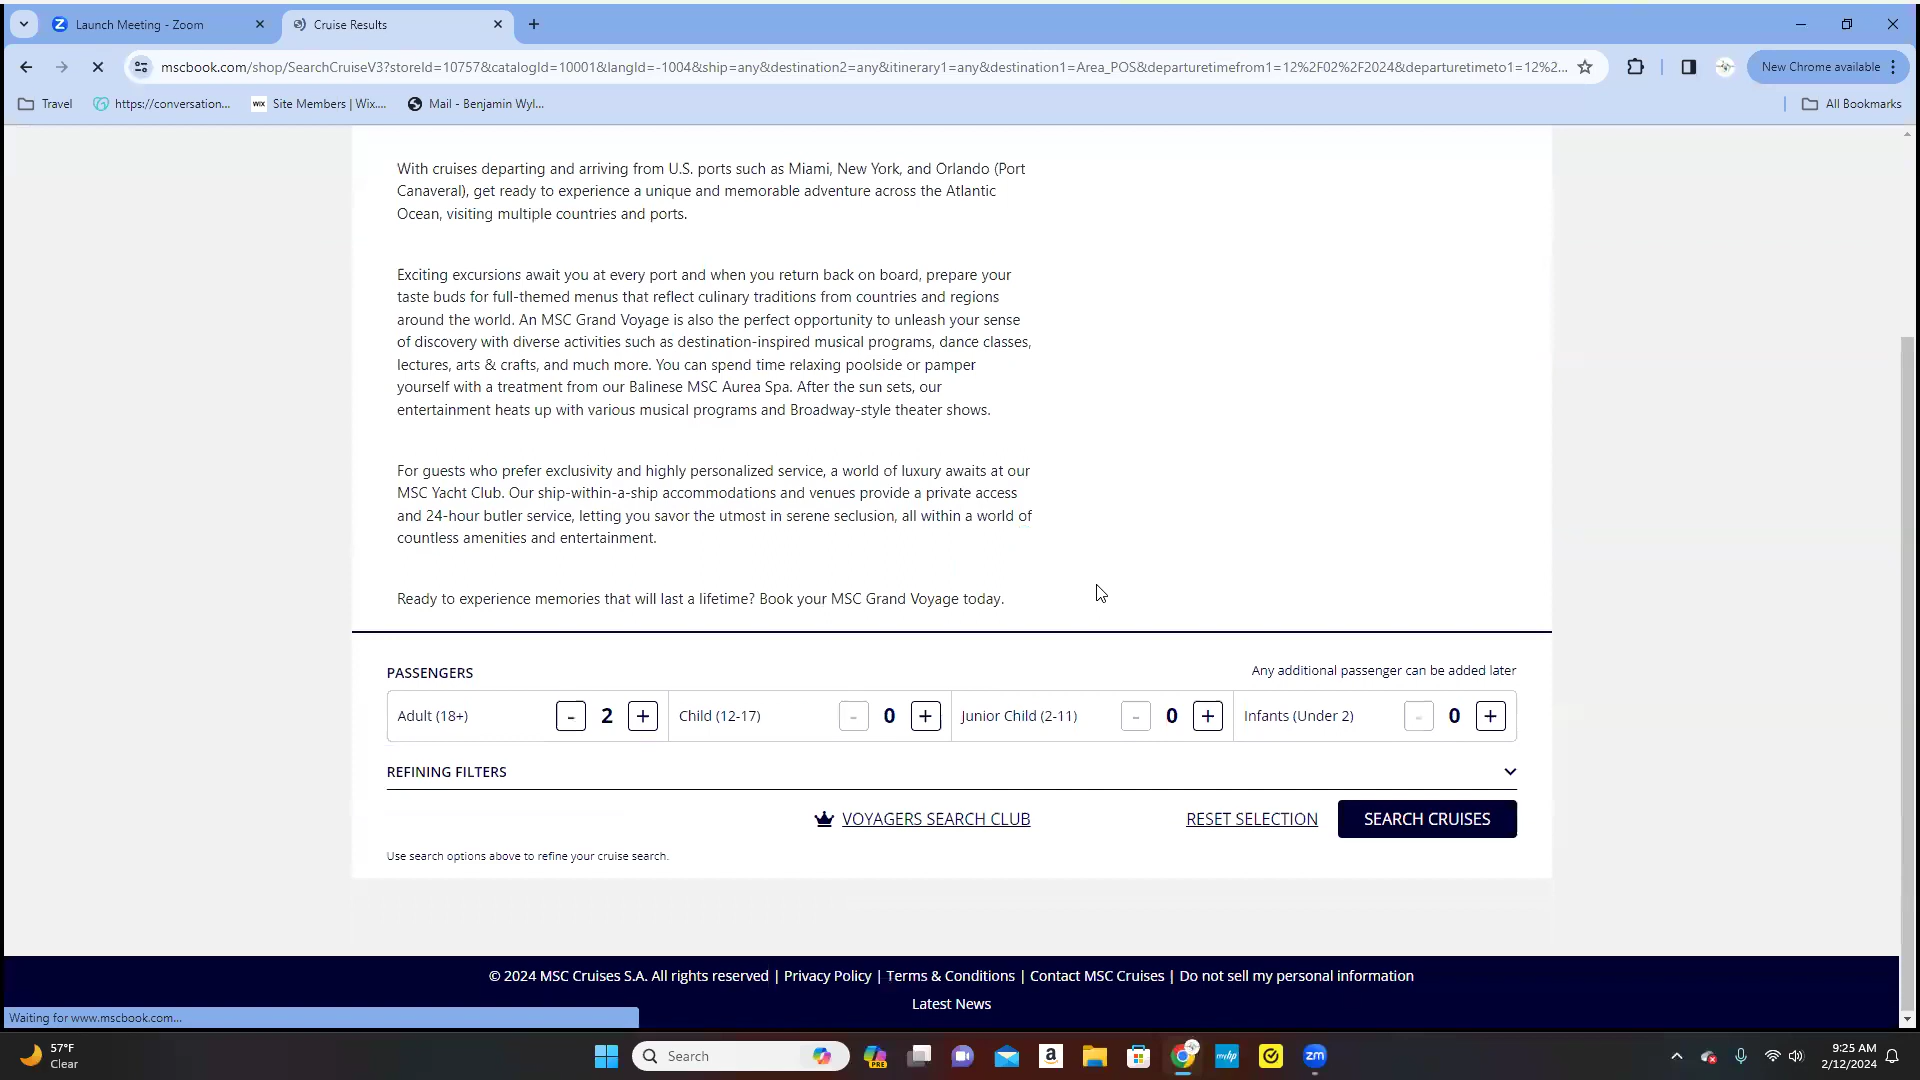 Launch Meeting - Zoom
Cruise Results
mscbook.com/shop/SearchCruiseV3?storeId=10757&catalogId=10001&langId=-1004&ship=any&destination2=any&itinerary1=any&destination1=Area_POS&departuretimefrom1=12%2F02%2F2024&departuretimeto1=12%2...
New Chrome available
Travel
https://conversation...
WIX Site Members | Wix....
Mail - Benjamin Wyl...
All Bookmarks
With cruises departing and arriving from U.S. ports such as Miami, New York, and Orlando (Port
Canaveral), get ready to experience a unique and memorable adventure across the Atlantic
Ocean, visiting multiple countries and ports.
Exciting excursions await you at every port and when you return back on board, prepare your
taste buds for full-themed menus that reflect culinary traditions from countries and regions
around the world. An MSC Grand Voyage is also the perfect opportunity to unleash your sense
of discovery with diverse activities such as destination-inspired musical programs, dance classes,
lectures, arts & crafts, and much more. You can spend time relaxing poolside or pamper
yourself with a treatment from our Balinese MSC Aurea Spa. After the sun sets, our
entertainment heats up with various musical programs and Broadway-style theater shows.
For guests who prefer exclusivity and highly personalized service, a world of luxury awaits at our
MSC Yacht Club. Our ship-within-a-ship accommodations and venues provide a private access
and 24-hour butler service, letting you savor the utmost in serene seclusion, all within a world of
countless amenities and entertainment.
Ready to experience memories that will last a lifetime? Book your MSC Grand Voyage today.
PASSENGERS
Any additional passenger can be added later
Adult (18+) - 2 +
Child (12-17) - 0 +
Junior Child (2-11) - 0 +
Infants (Under 2) - 0 +
REFINING FILTERS
VOYAGERS SEARCH CLUB
RESET SELECTION
SEARCH CRUISES
Use search options above to refine your cruise search.
© 2024 MSC Cruises S.A. All rights reserved | Privacy Policy | Terms & Conditions | Contact MSC Cruises | Do not sell my personal information
Latest News
Waiting for www.mscbook.com...
57°F
Clear
Search
PRE
a
myhp
zm
9:25 AM
2/12/2024